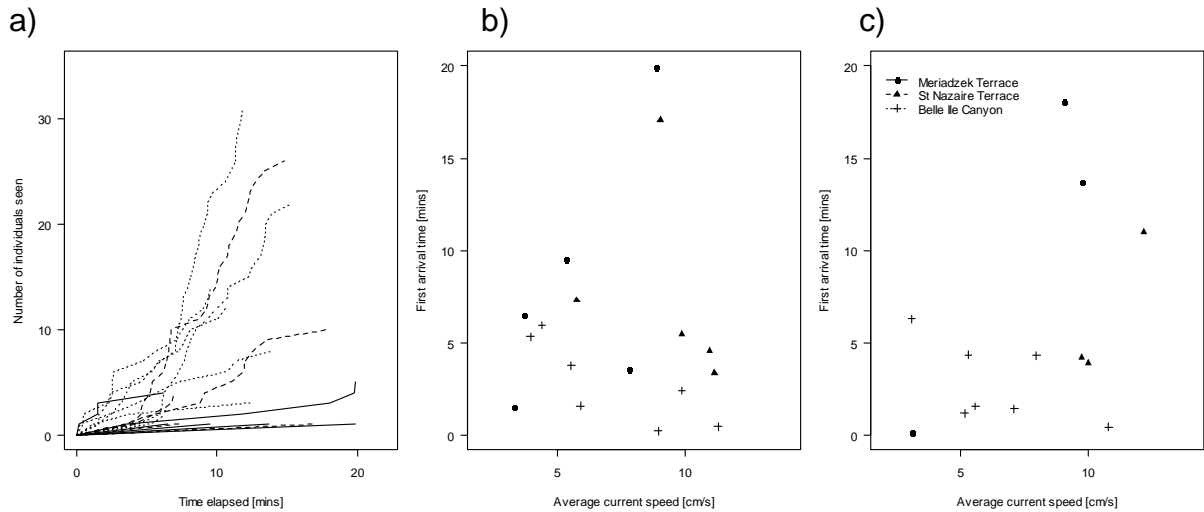 a)
b)
c)
Number of individuals seen
30
20
10
0
0 10 20
Time elapsed [mins]
First arrival time [mins]
20
15
10
5
0
5 10
Average current speed [cm/s]
First arrival time [mins]
20
15
10
5
0
5 10
Average current speed [cm/s]
Meriadzek Terrace
St Nazaire Terrace
Belle Ile Canyon